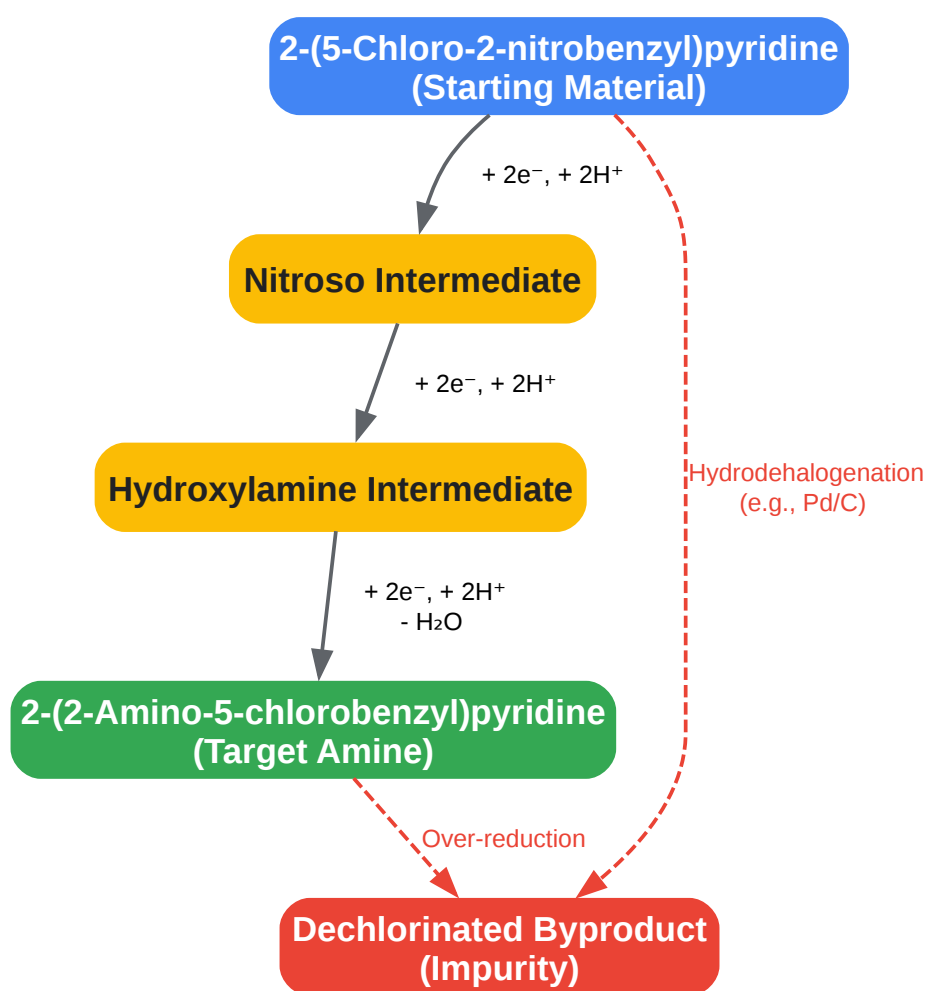 2-(5-Chloro-2-nitrobenzyl)pyridine
(Starting Material)
+ 2e⁻, + 2H⁺
Nitroso Intermediate
+ 2e⁻, + 2H⁺
Hydrodehalogenation
(e.g., Pd/C)
Hydroxylamine Intermediate
+ 2e⁻, + 2H⁺
- H₂O
2-(2-Amino-5-chlorobenzyl)pyridine
(Target Amine)
Over-reduction
Dechlorinated Byproduct
(Impurity)